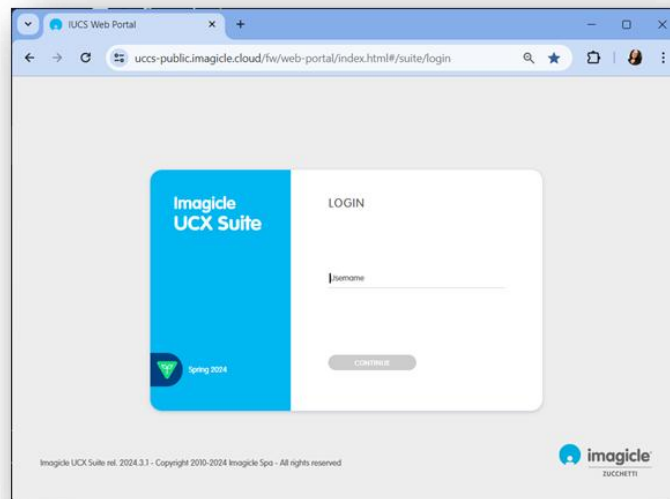 IUCS Web Portal
uccs-public.imagicle.cloud/fw/web-portal/index.html#/suite/login
Imagicle
UCX Suite
LOGIN
Username
CONTINUE
Spring 2024
Imagicle UCX Suite rel. 2024.3.1 - Copyright 2010-2024 Imagicle Spa - All rights reserved
imagicle
ZUCCHETTI